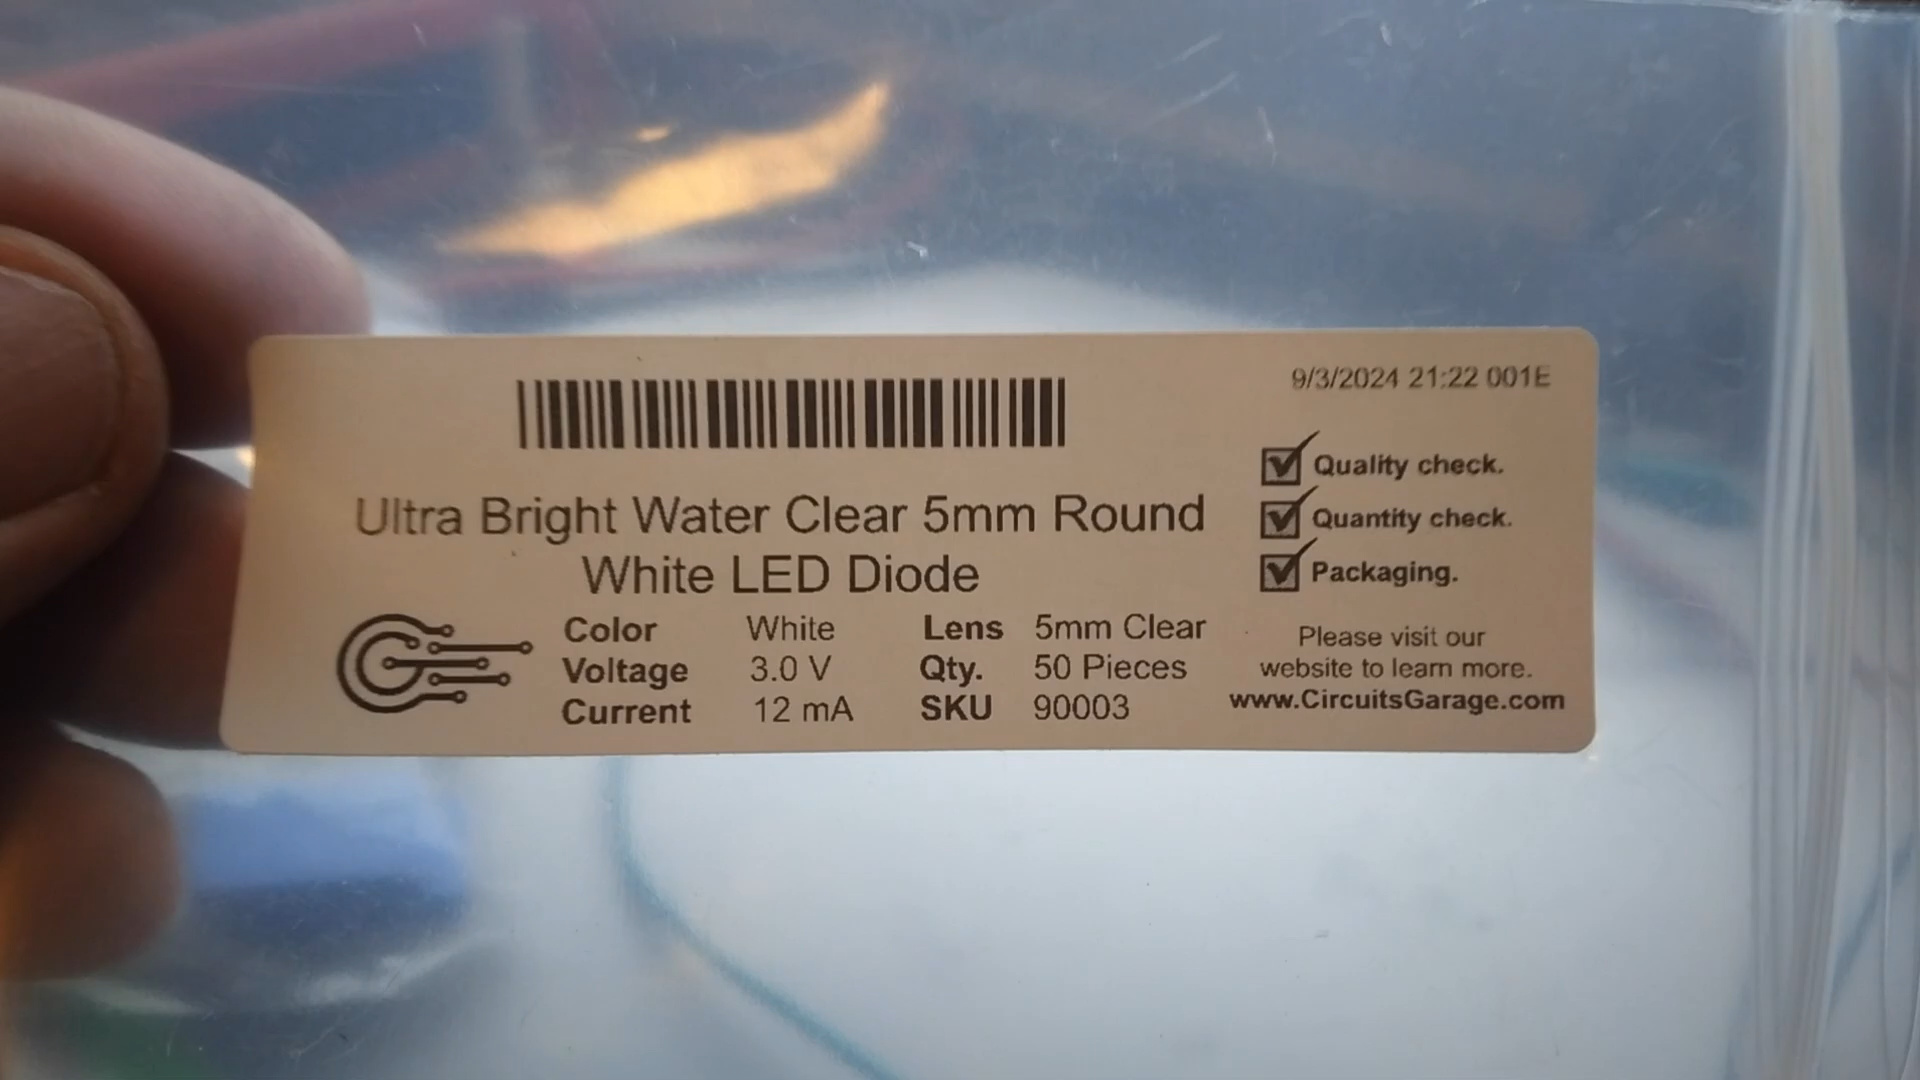 9/3/2024 21:22 001E
Ultra Bright Water Clear 5mm Round
White LED Diode
Color White Lens 5mm Clear
Voltage 3.0 V Qty. 50 Pieces
Current 12 mA SKU 90003
Quality check.
Quantity check.
Packaging.
Please visit our
website to learn more.
www.CircuitsGarage.com